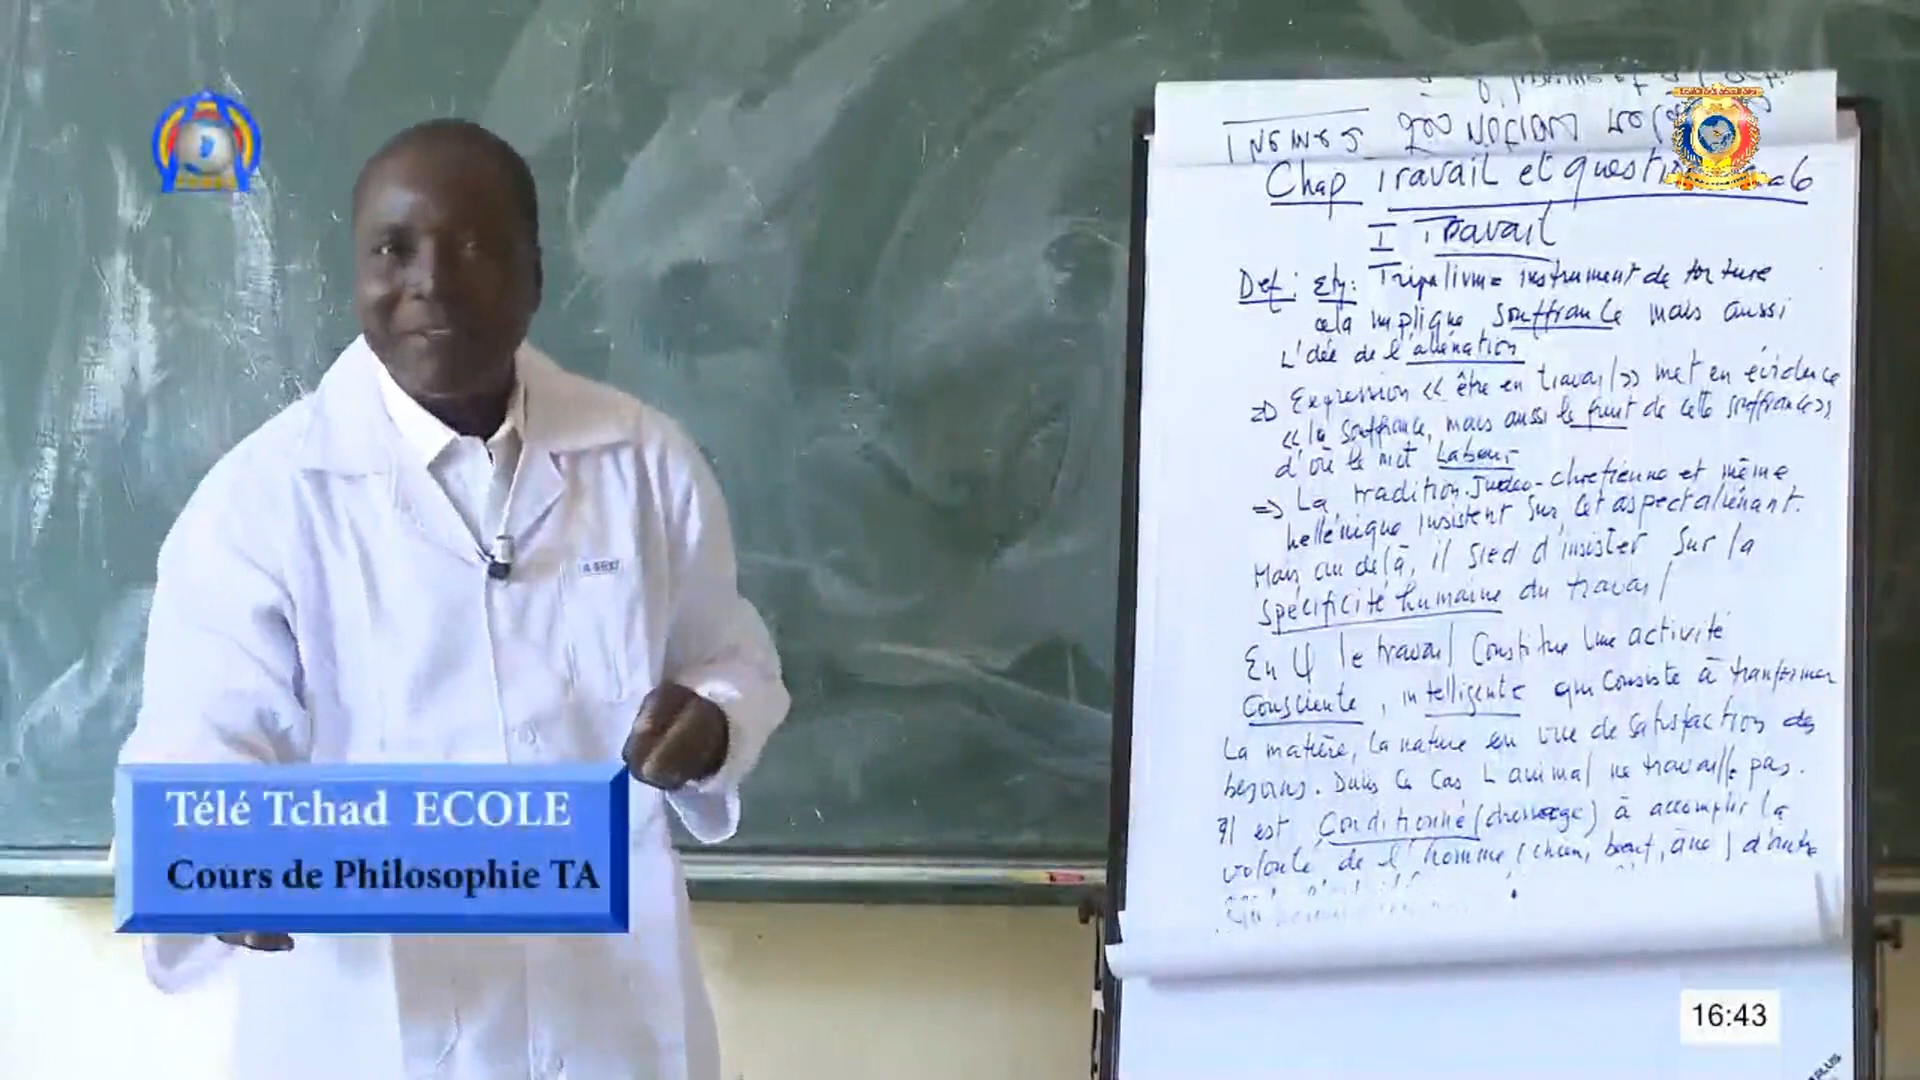 Chap Travail et questi
I Travail
Def: Ety: Tripalium= instrument de torture
cela implique souffrance mais aussi
L'idée de l'aliénation
=> Expression << être en travail >> met en évidence
<< la souffrance, mais aussi le fruit de cette souffrance >>
d'où le mot Labeur
=> La tradition Judéo-chrétienne et même
hellénique insistent sur cet aspect aliénant.
Mais au delà, il sied d'insister sur la
spécificité humaine du travail
En le travail constitue une activité
consciente, intelligente qui consiste à transformer
La matière, la nature en vue de satisfaction des
besoins. Dans ce cas L'animal ne travaille pas.
Il est conditionné (dressage) à accomplir la
volonté de l'homme (chien, bœuf, âne) d'autre
Télé Tchad ECOLE
Cours de Philosophie TA
16:43